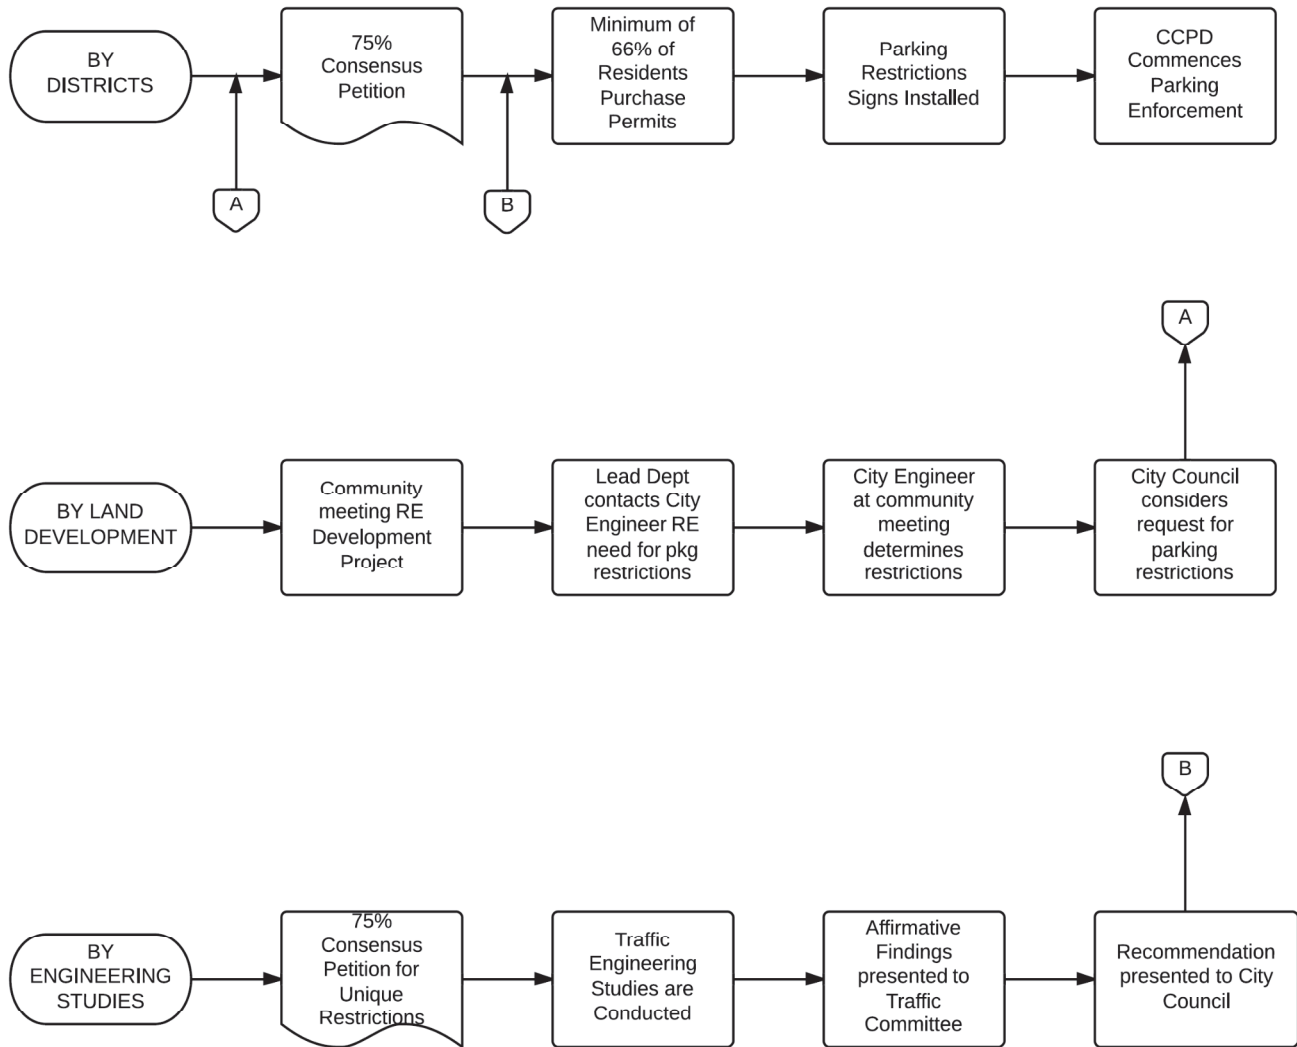 BY
DISTRICTS
75%
Consensus
Petition
Minimum of
66% of
Residents
Purchase
Permits
Parking
Restrictions
Signs Installed
CCPD
Commences
Parking
Enforcement
A
B
A
BY LAND
DEVELOPMENT
Community
meeting RE
Development
Project
Lead Dept
contacts City
Engineer RE
need for pkg
restrictions
City Engineer
at community
meeting
determines
restrictions
City Council
considers
request for
parking
restrictions
B
BY
ENGINEERING
STUDIES
75%
Consensus
Petition for
Unique
Restrictions
Traffic
Engineering
Studies are
Conducted
Affirmative
Findings
presented to
Traffic
Committee
Recommendation
presented to City
Council